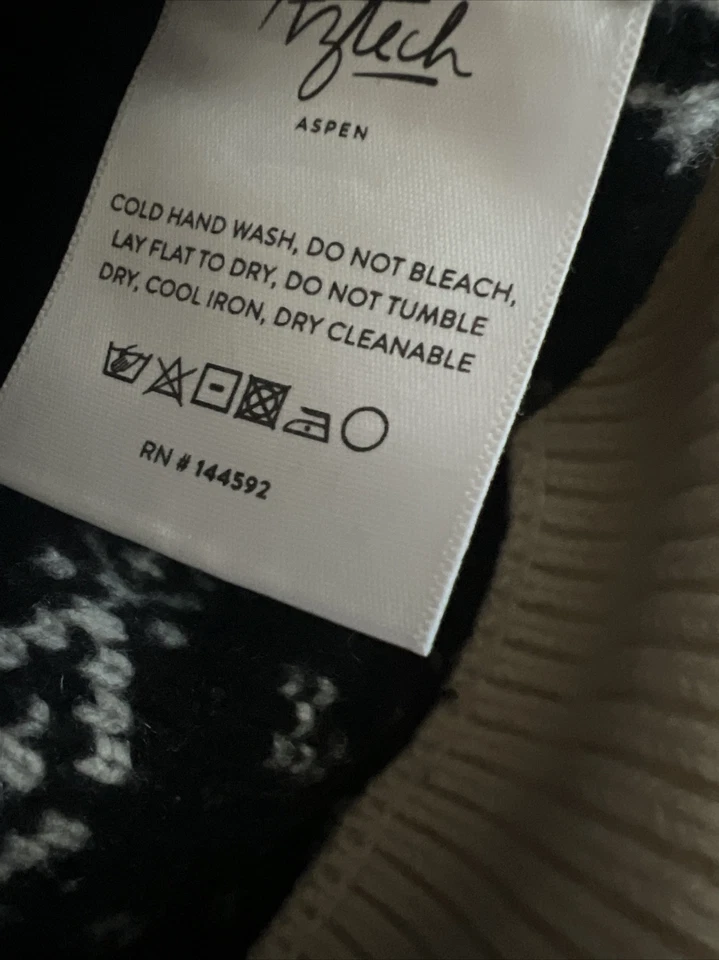 Aztech
ASPEN
COLD HAND WASH, DO NOT BLEACH,
LAY FLAT TO DRY, DO NOT TUMBLE
DRY, COOL IRON, DRY CLEANABLE
RN # 144592